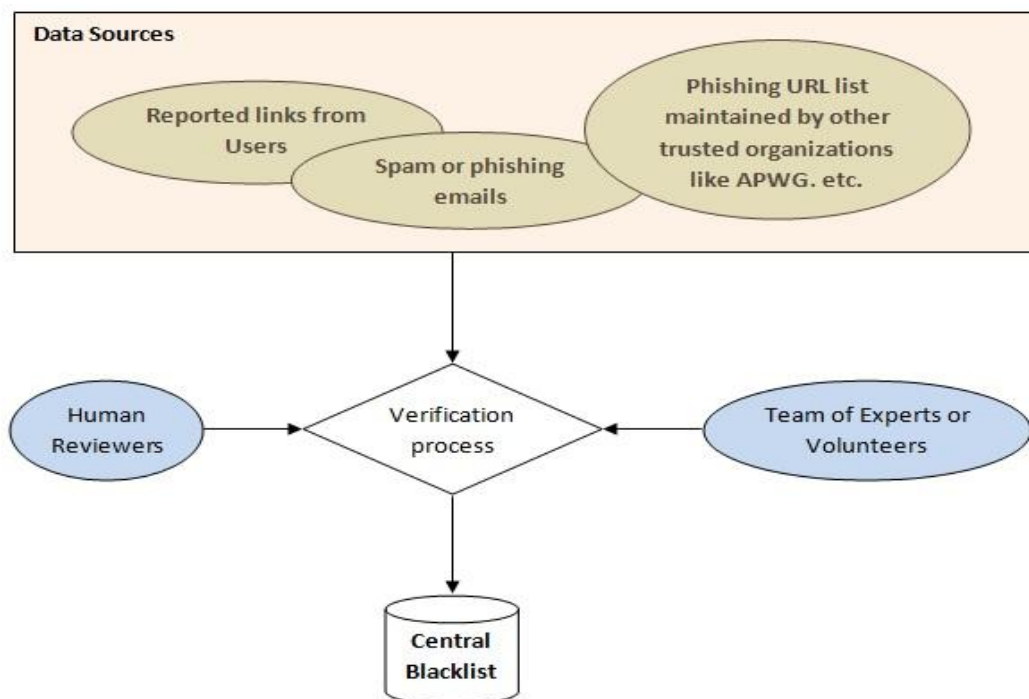 Data Sources
Reported links from
Users
Spam or phishing
emails
Phishing URL list
maintained by other
trusted organizations
like APWG. etc.
Human
Reviewers
Verification
process
Team of Experts or
Volunteers
Central
Blacklist